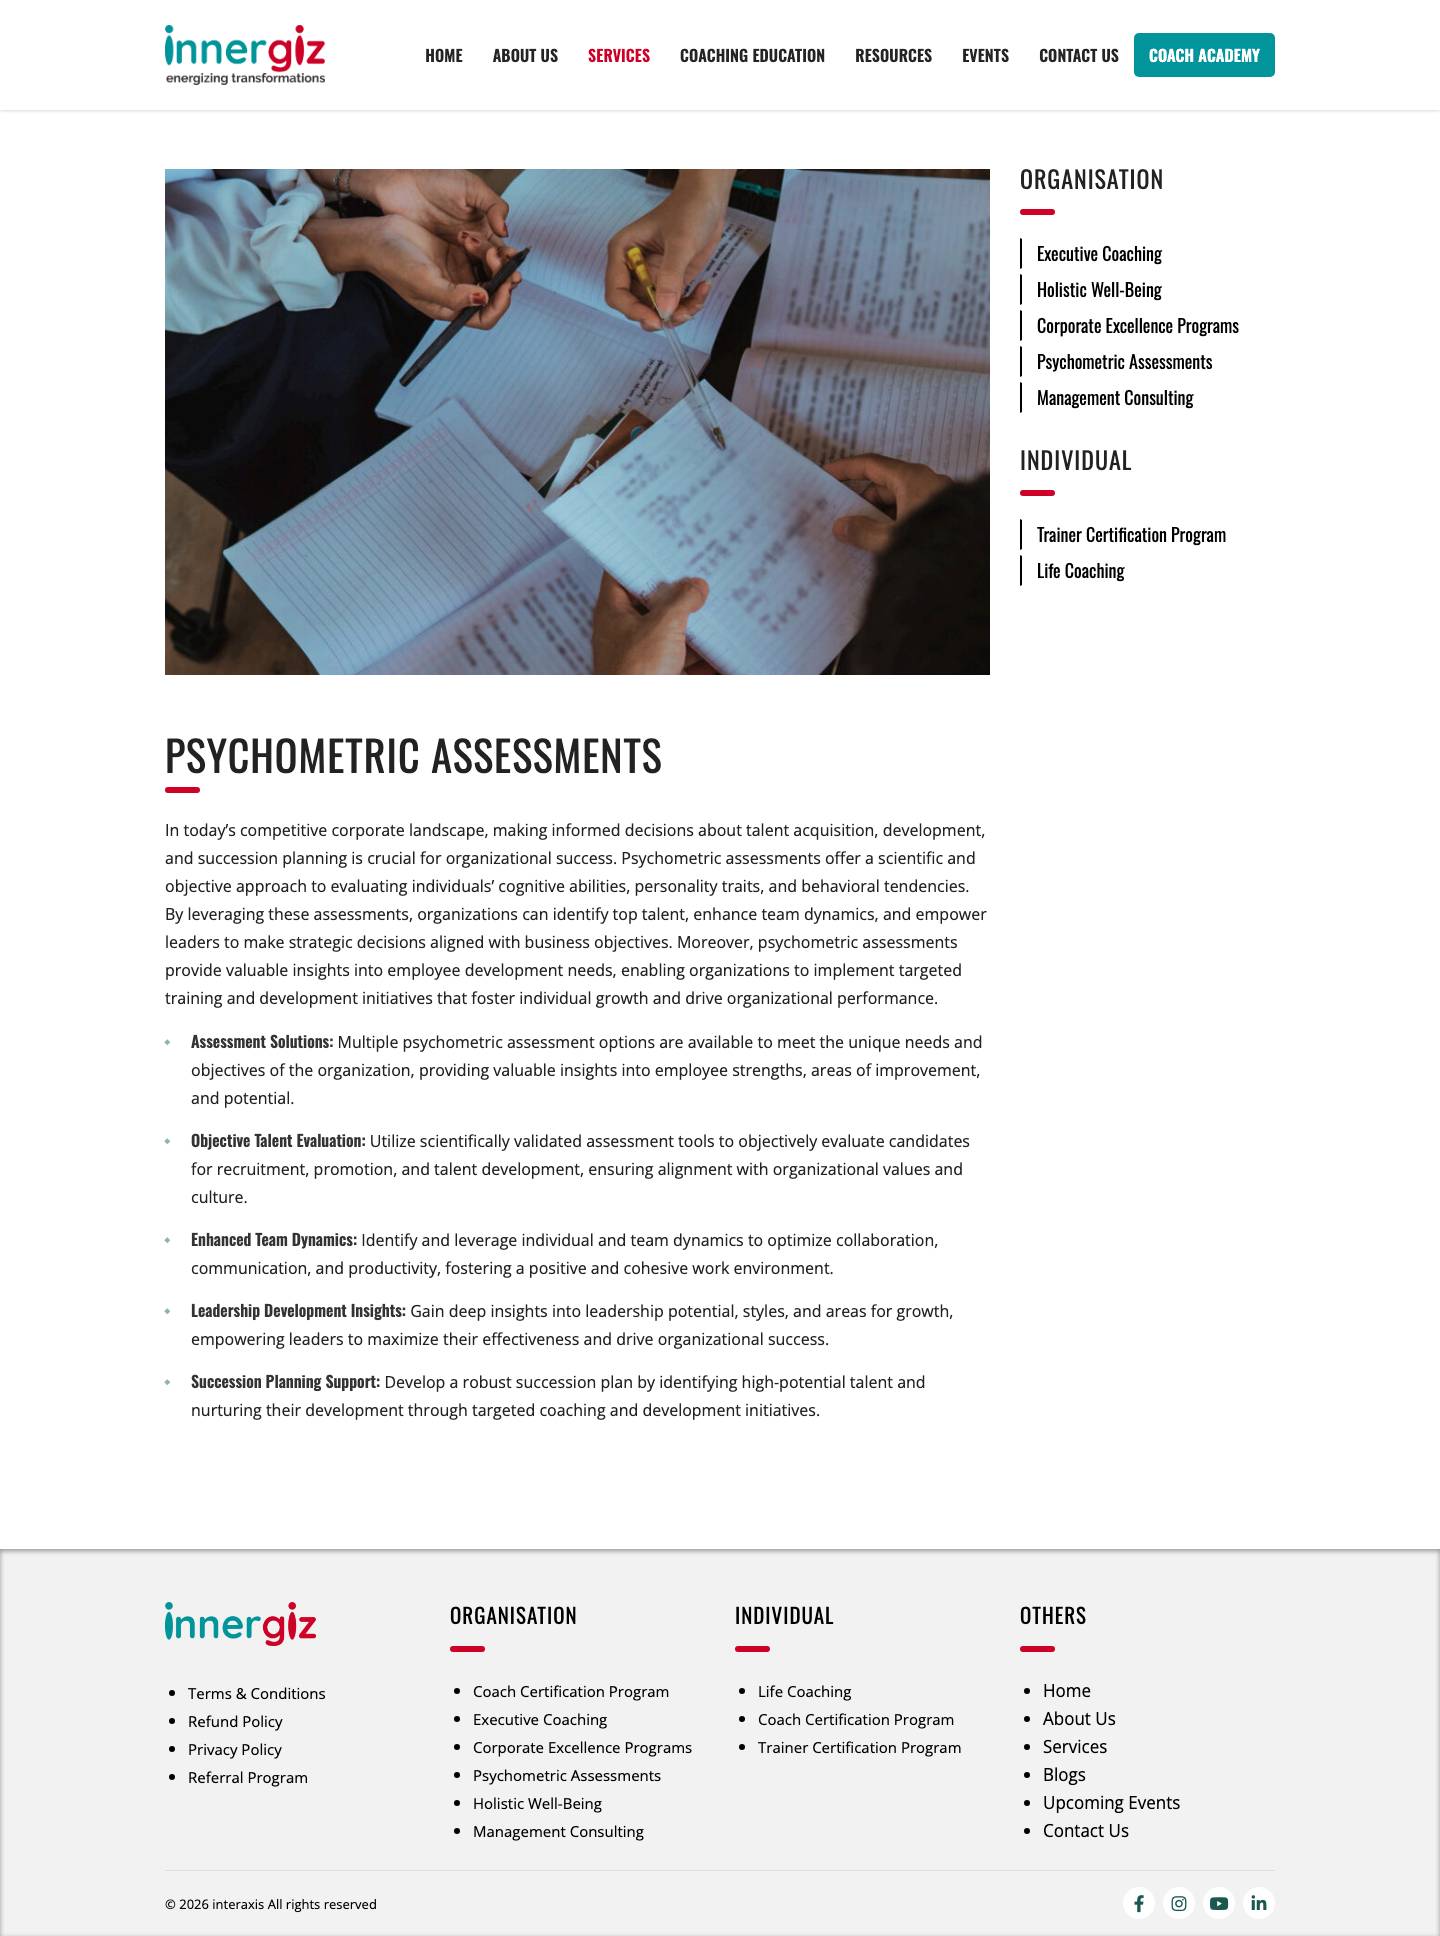 innergiz
energizing transformations
HOME
ABOUT US
SERVICES
COACHING EDUCATION
RESOURCES
EVENTS
CONTACT US
COACH ACADEMY
ORGANISATION
Executive Coaching
Holistic Well-Being
Corporate Excellence Programs
Psychometric Assessments
Management Consulting
INDIVIDUAL
Trainer Certification Program
Life Coaching
PSYCHOMETRIC ASSESSMENTS
In today’s competitive corporate landscape, making informed decisions about talent acquisition, development,
and succession planning is crucial for organizational success. Psychometric assessments offer a scientific and
objective approach to evaluating individuals’ cognitive abilities, personality traits, and behavioral tendencies.
By leveraging these assessments, organizations can identify top talent, enhance team dynamics, and empower
leaders to make strategic decisions aligned with business objectives. Moreover, psychometric assessments
provide valuable insights into employee development needs, enabling organizations to implement targeted
training and development initiatives that foster individual growth and drive organizational performance.
Assessment Solutions: Multiple psychometric assessment options are available to meet the unique needs and
objectives of the organization, providing valuable insights into employee strengths, areas of improvement,
and potential.
Objective Talent Evaluation: Utilize scientifically validated assessment tools to objectively evaluate candidates
for recruitment, promotion, and talent development, ensuring alignment with organizational values and
culture.
Enhanced Team Dynamics: Identify and leverage individual and team dynamics to optimize collaboration,
communication, and productivity, fostering a positive and cohesive work environment.
Leadership Development Insights: Gain deep insights into leadership potential, styles, and areas for growth,
empowering leaders to maximize their effectiveness and drive organizational success.
Succession Planning Support: Develop a robust succession plan by identifying high-potential talent and
nurturing their development through targeted coaching and development initiatives.
innergiz
Terms & Conditions
Refund Policy
Privacy Policy
Referral Program
ORGANISATION
Coach Certification Program
Executive Coaching
Corporate Excellence Programs
Psychometric Assessments
Holistic Well-Being
Management Consulting
INDIVIDUAL
Life Coaching
Coach Certification Program
Trainer Certification Program
OTHERS
Home
About Us
Services
Blogs
Upcoming Events
Contact Us
© 2026 interaxis All rights reserved